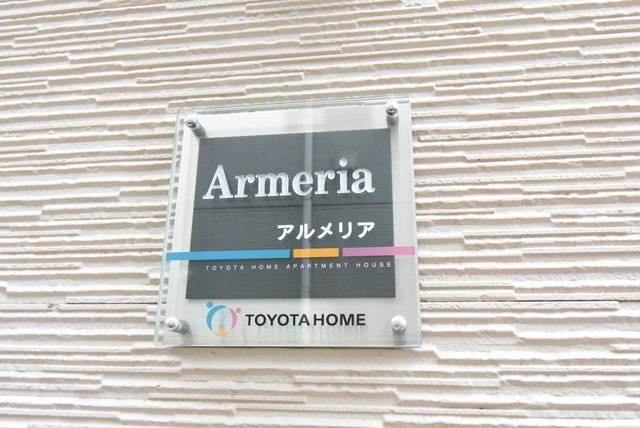 Armeria
アルメリア
TOYOTA HOME APARTMENT HOUSE
TOYOTA HOME